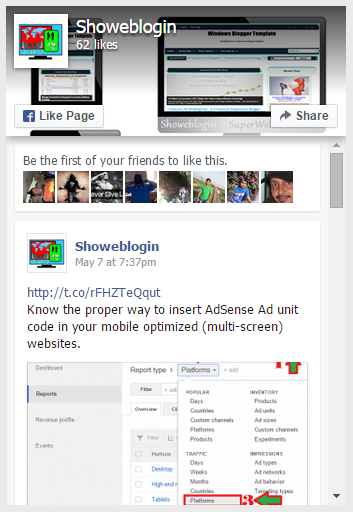 Windows Blogger Template
Showeblogin
62 likes
Like Page
Share
Showeblogin
SuperWeb
Be the first of your friends to like this.
Never Give
Showeblogin
May 7 at 7:37pm
http://t.co/rFHZTeQqut
Know the proper way to insert AdSense Ad unit
code in your mobile optimized (multi-screen)
websites.
Dashboard
Report type
Platforms
+ add
1
Reports
Filter
+ add
POPULAR
INVENTORY
Days
Products
Countries
Ad units
Overview
Custom channels
Custom channels
Revenue profile
Platforms
Ad sizes
Products
Experiments
Events
Filter
TRAFFIC
IMPRESSIONS
Platform
Days
Ad types
Weeks
Ad networks
Desktop
Months
Ad behavior
High-end m
Countries
Targeting types
Tablets
Platforms
3